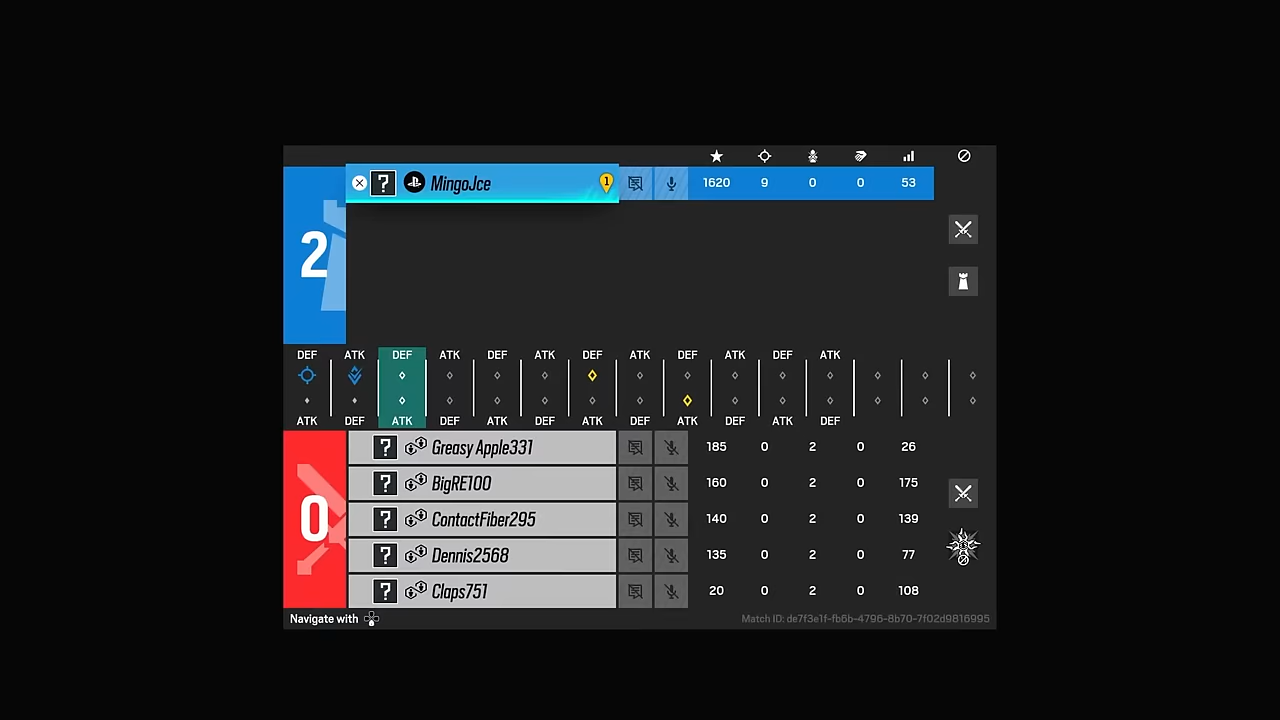 ? MingoJce 1 1620 9 0 0 53
2
DEF ATK DEF ATK DEF ATK DEF ATK DEF ATK DEF ATK
ATK DEF ATK DEF ATK DEF ATK DEF ATK DEF ATK DEF
? Greasy Apple331 185 0 2 0 26
? BigRE100 160 0 2 0 175
0
? ContactFiber295 140 0 2 0 139
? Dennis2568 135 0 2 0 77
? Claps751 20 0 2 0 108
Navigate with
Match ID: de7f3e1f-fb6b-4796-8b70-7f02d9816995